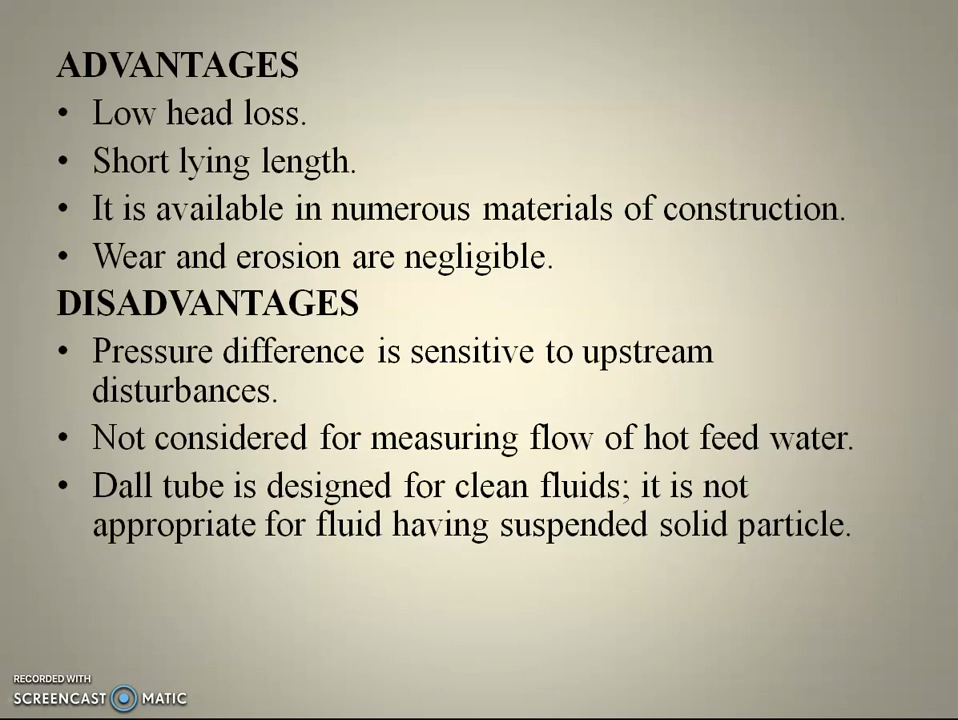 ADVANTAGES
• Low head loss.
• Short lying length.
• It is available in numerous materials of construction.
• Wear and erosion are negligible.
DISADVANTAGES
• Pressure difference is sensitive to upstream
disturbances.
• Not considered for measuring flow of hot feed water.
• Dall tube is designed for clean fluids; it is not
appropriate for fluid having suspended solid particle.
RECORDED WITH
SCREENCAST MATIC